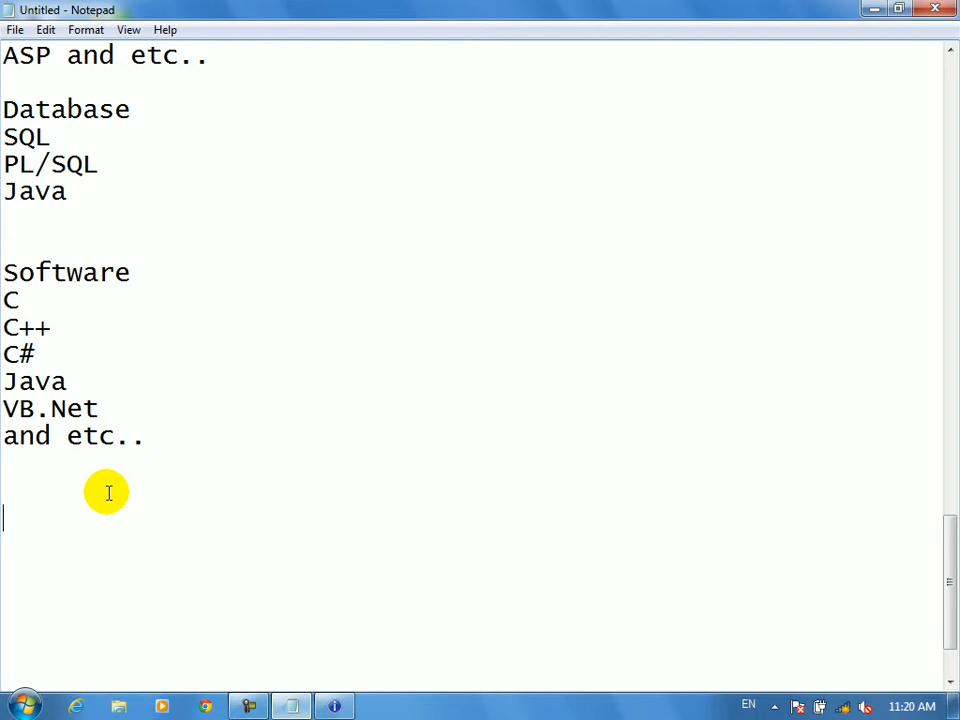 Untitled - Notepad
File Edit Format View Help
ASP and etc..
Database
SQL
PL/SQL
Java
Software
C
C++
C#
Java
VB.Net
and etc..
EN
11:20 AM